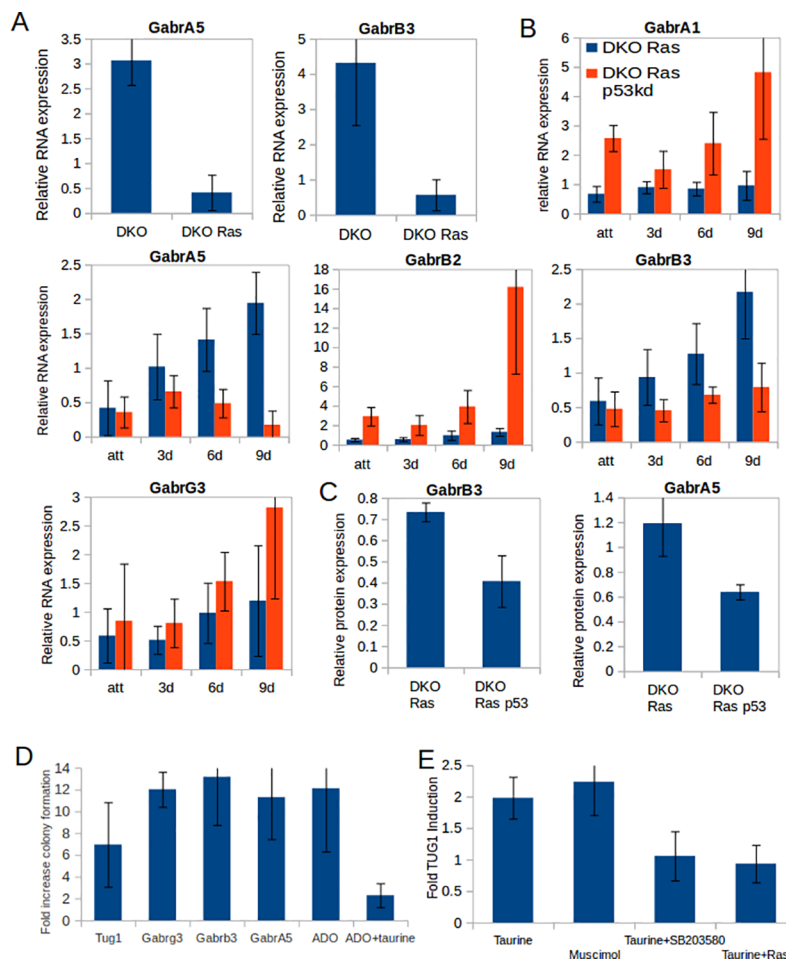 A
GabrA5
Relative RNA expression
3.5
3
2.5
2
1.5
1
0.5
0
DKO
DKO Ras
GabrB3
Relative RNA expression
5
4
3
2
1
0
DKO
DKO Ras
B
GabrA1
relative RNA expression
6
5
4
3
2
1
0
DKO Ras
DKO Ras
p53kd
att
3d
6d
9d
GabrA5
Relative RNA expression
2.5
2
1.5
1
0.5
0
att
3d
6d
9d
GabrB2
Relative RNA expression
18
16
14
12
10
8
6
4
2
0
att
3d
6d
9d
GabrB3
Relative RNA expression
2.5
2
1.5
1
0.5
0
att
3d
6d
9d
GabrG3
Relative RNA expression
3
2.5
2
1.5
1
0.5
0
att
3d
6d
9d
C
GabrB3
Relative protein expression
0.8
0.7
0.6
0.5
0.4
0.3
0.2
0.1
0
DKO
Ras
DKO
Ras p53
GabrA5
Relative protein expression
1.4
1.2
1
0.8
0.6
0.4
0.2
0
DKO
Ras
DKO
Ras p53
D
Fold increase colony formation
14
12
10
8
6
4
2
0
Tug1
Gabrg3
Gabrb3
GabrA5
ADO
ADO+taurine
E
Fold TUG1 Induction
2.5
2
1.5
1
0.5
0
Taurine
Muscimol
Taurine+SB203580
Taurine+Ras